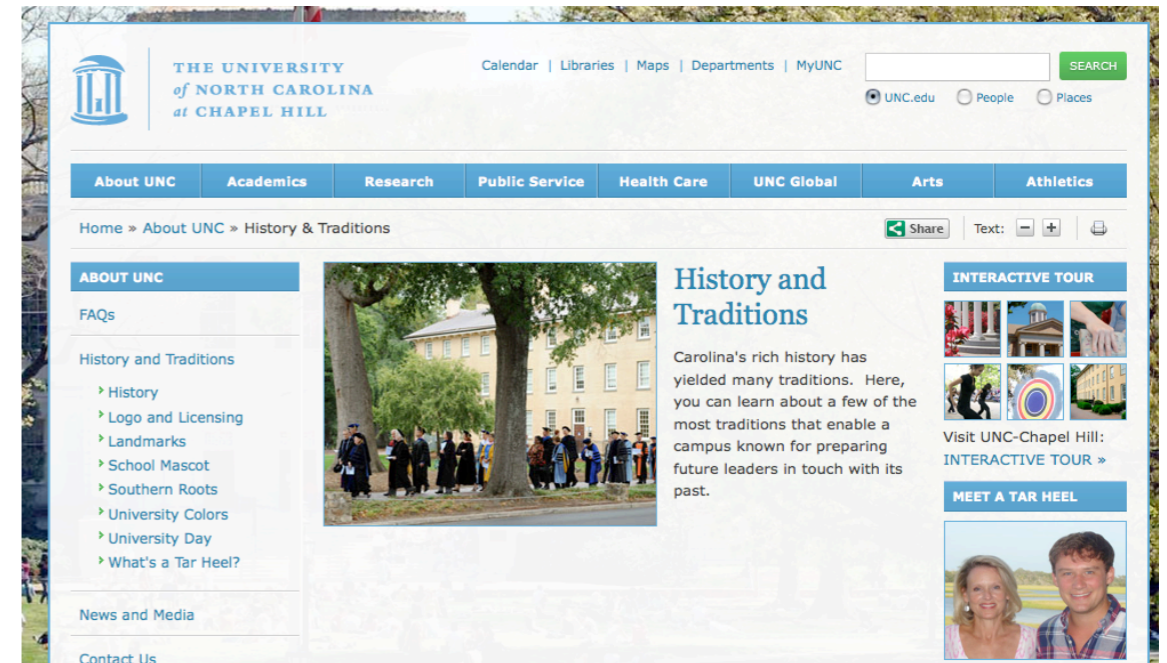 THE UNIVERSITY
of NORTH CAROLINA
at CHAPEL HILL
Calendar | Libraries | Maps | Departments | MyUNC
SEARCH
UNC.edu People Places
About UNC Academics Research Public Service Health Care UNC Global Arts Athletics
Home » About UNC » History & Traditions
Share Text: - +
ABOUT UNC
FAQs
History and Traditions
History
Logo and Licensing
Landmarks
School Mascot
Southern Roots
University Colors
University Day
What's a Tar Heel?
News and Media
Contact Us
History and
Traditions
Carolina's rich history has
yielded many traditions. Here,
you can learn about a few of the
most traditions that enable a
campus known for preparing
future leaders in touch with its
past.
INTERACTIVE TOUR
Visit UNC-Chapel Hill:
INTERACTIVE TOUR »
MEET A TAR HEEL